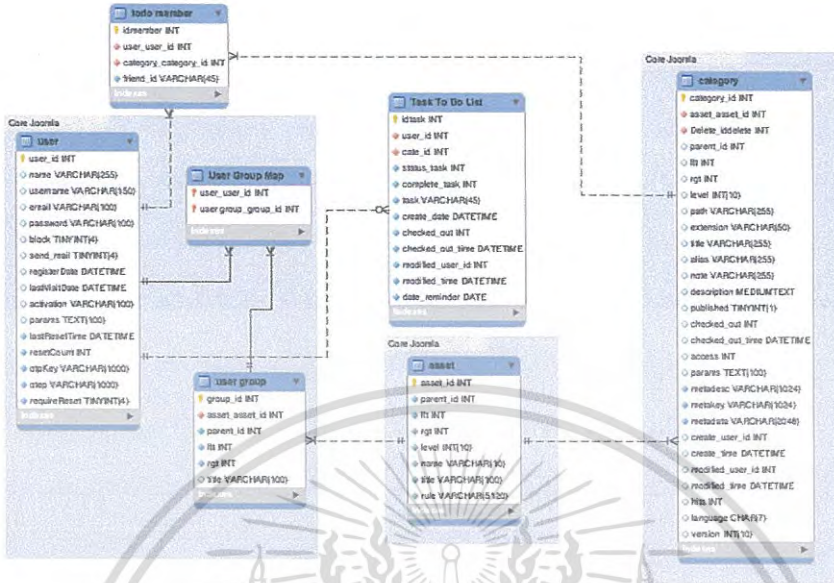 todo member
idmember INT
user_user_id INT
category_category_id INT
friend_id VARCHAR(45)
Indexes
Core Joomla
user
user_id INT
name VARCHAR(255)
username VARCHAR(150)
email VARCHAR(100)
password VARCHAR(100)
block TINYINT(4)
send_mail TINYINT(4)
registerDate DATETIME
lastVisitDate DATETIME
activation VARCHAR(100)
params TEXT(100)
lastResetTime DATETIME
resetCount INT
otpKey VARCHAR(1000)
otep VARCHAR(1000)
requireReset TINYINT(4)
Indexes
User Group Map
user_user_id INT
user group_group_id INT
Indexes
user group
group_id INT
asset_asset_id INT
parent_id INT
lft INT
rgt INT
title VARCHAR(100)
Indexes
Task To Do List
idtask INT
user_id INT
cate_id INT
status_task INT
complete_task INT
task VARCHAR(45)
create_date DATETIME
checked_out INT
checked_out_time DATETIME
modified_user_id INT
modified_time DATETIME
date_reminder DATE
Indexes
Core Joomla
asset
asset_id INT
parent_id INT
lft INT
rgt INT
level INT(10)
name VARCHAR(10)
title VARCHAR(100)
rule VARCHAR(5120)
Indexes
Core Joomla
category
category_id INT
asset_asset_id INT
Delete_iddelete INT
parent_id INT
lft INT
rgt INT
level INT(10)
path VARCHAR(255)
extension VARCHAR(50)
title VARCHAR(255)
alias VARCHAR(255)
note VARCHAR(255)
description MEDIUMTEXT
published TINYINT(1)
checked_out INT
checked_out_time DATETIME
access INT
params TEXT(100)
metadesc VARCHAR(1024)
metakey VARCHAR(1024)
metadata VARCHAR(2048)
create_user_id INT
create_time DATETIME
modified_user_id INT
modified_time DATETIME
hits INT
language CHAR(7)
version INT(10)
Indexes